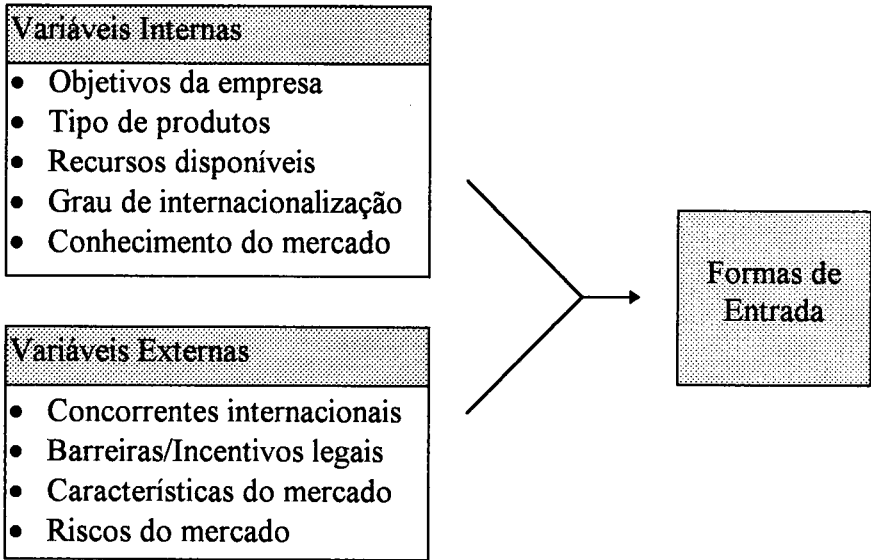 Variáveis Internas
• Objetivos da empresa
• Tipo de produtos
• Recursos disponíveis
• Grau de internacionalização
• Conhecimento do mercado
Variáveis Externas
• Concorrentes internacionais
• Barreiras/Incentivos legais
• Características do mercado
• Riscos do mercado
Formas de
Entrada